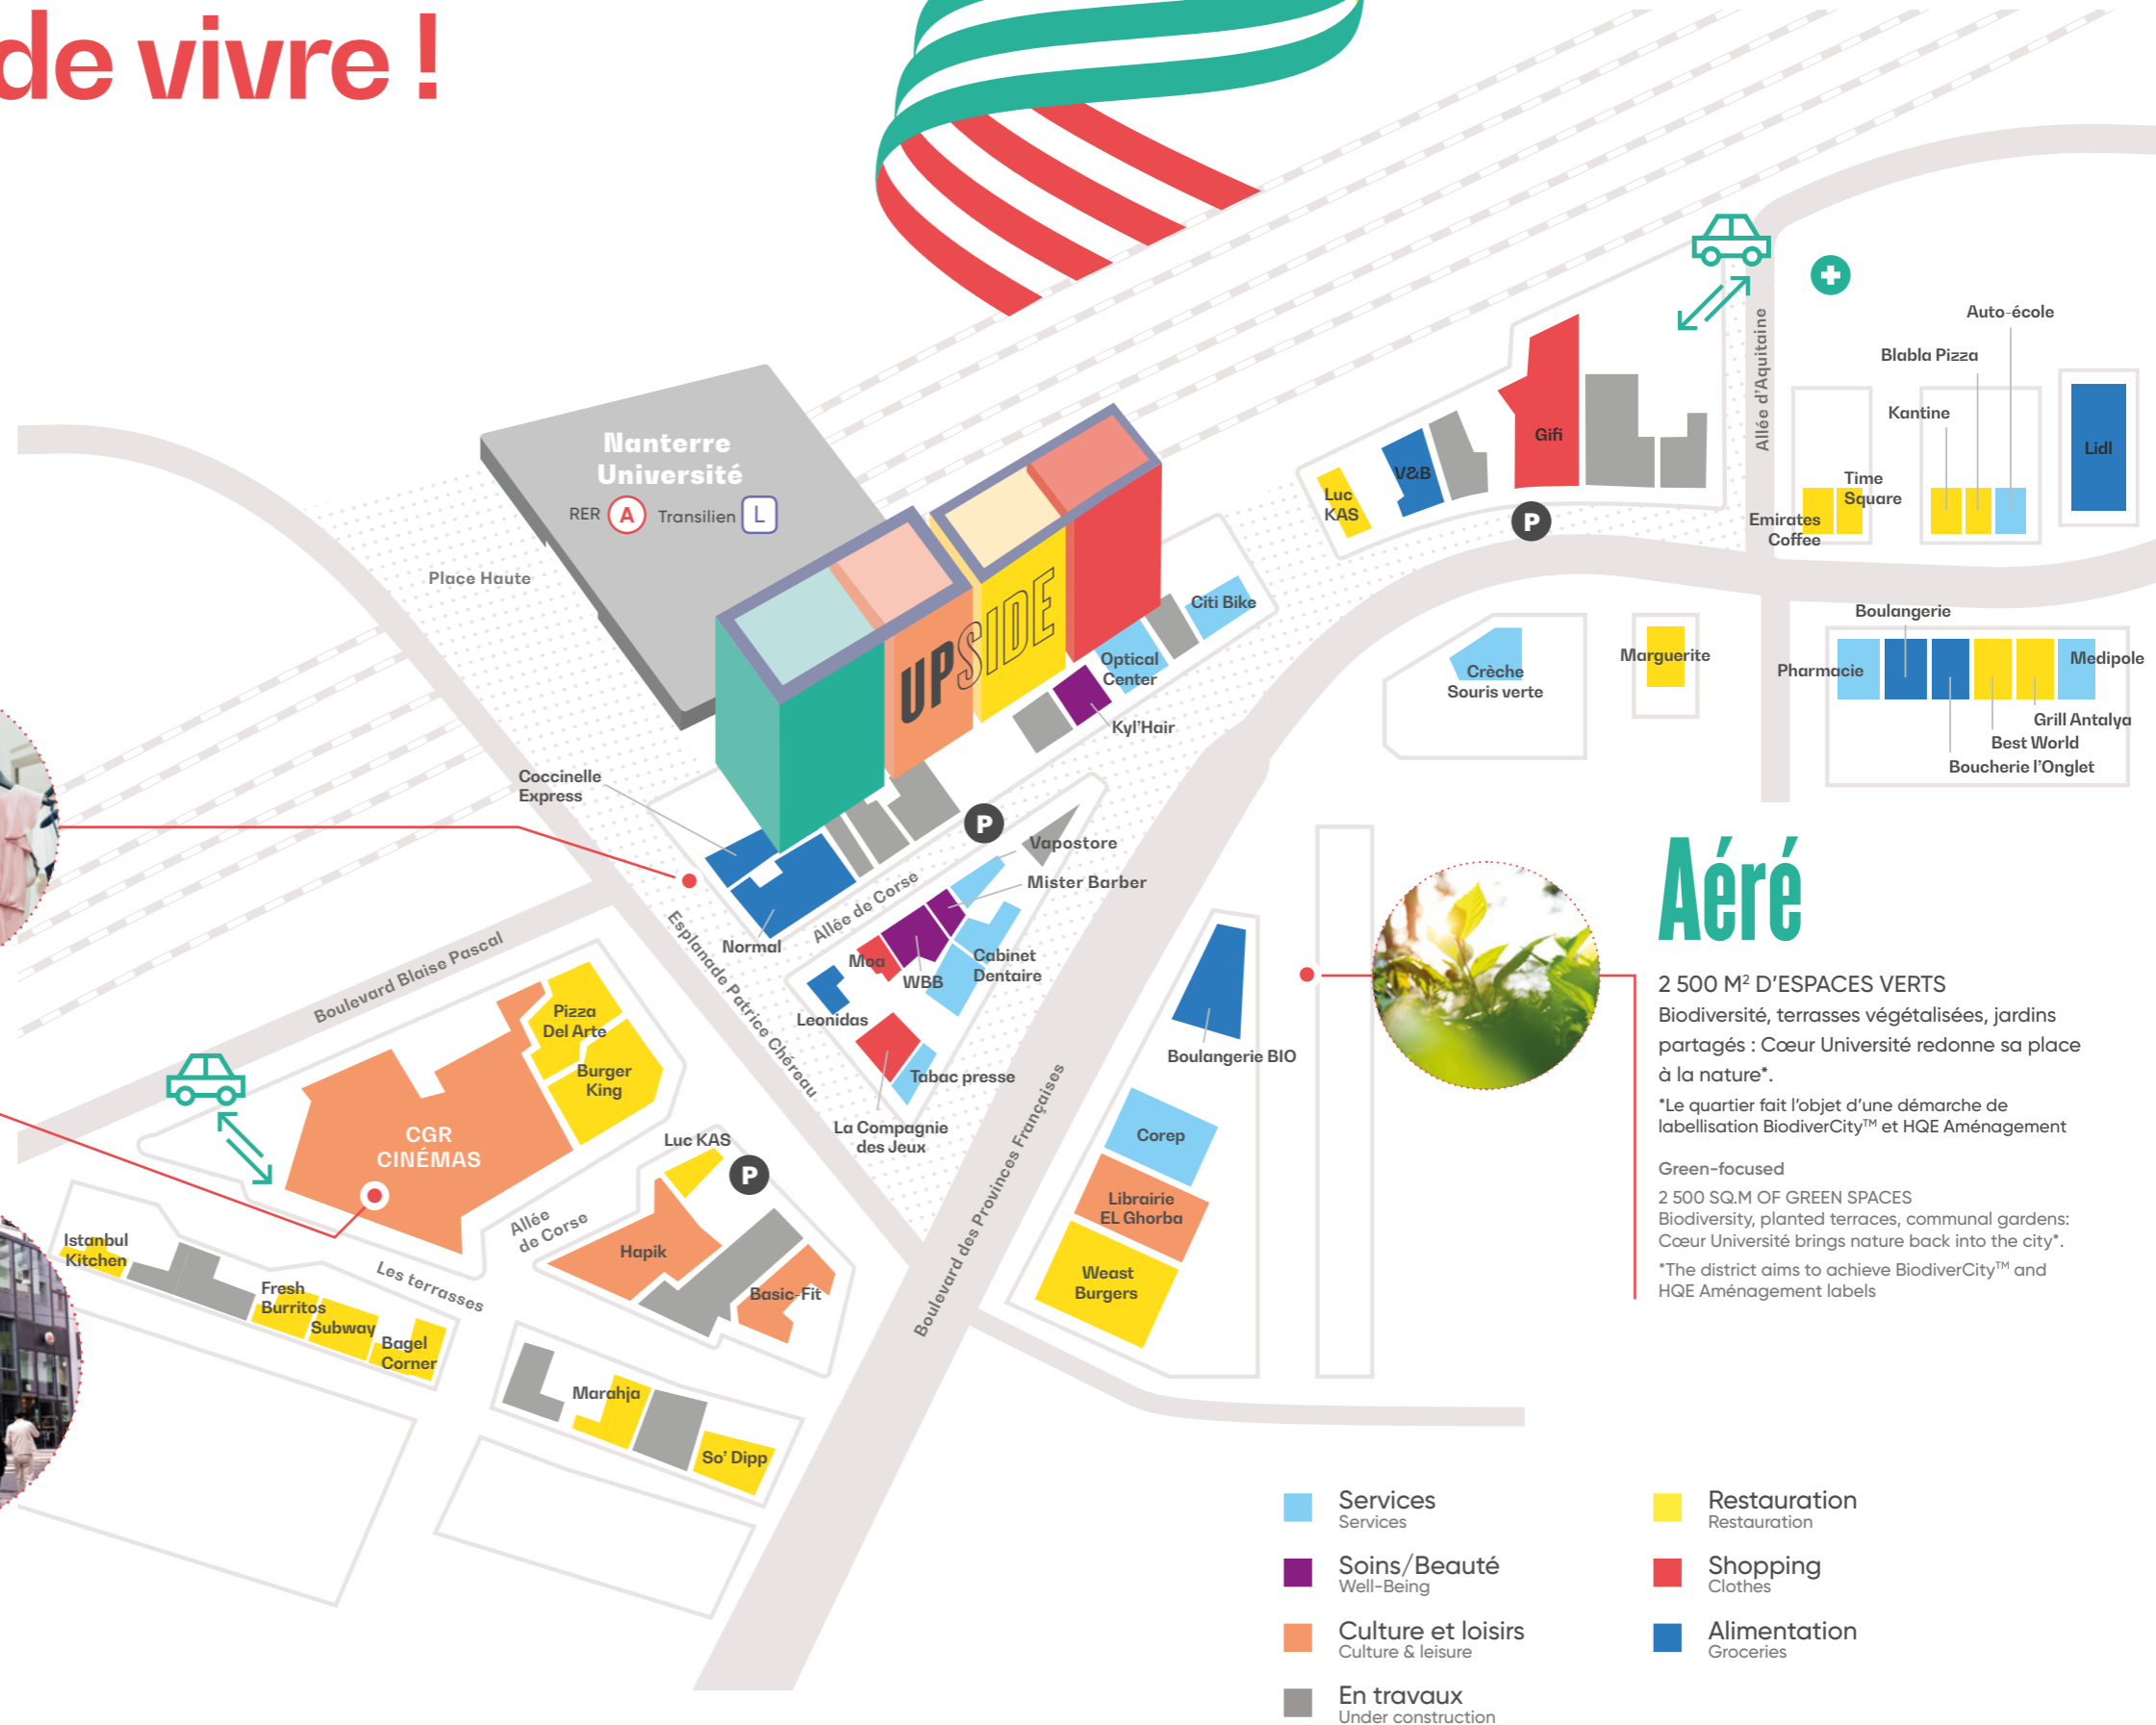 de vivre !
Nanterre
Université
RER A Transilien L
Place Haute
UPSIDE
Citi Bike
Optical
Center
Kyl'Hair
Luc
KAS
V&B
Gifi
P
Allée d'Aquitaine
Auto-école
Blabla Pizza
Kantine
Time
Square
Emirates
Coffee
Lidl
Crèche
Souris verte
Marguerite
Boulangerie
Pharmacie
Medipole
Grill Antalya
Best World
Boucherie l'Onglet
Coccinelle
Express
Normal
P
Allée de Corse
Vapostore
Mister Barber
Cabinet
Dentaire
Moa
WBB
Leonidas
Tabac presse
La Compagnie
des Jeux
Esplanade Patrice Chéreau
Boulevard Blaise Pascal
Boulevard des Provinces Françaises
Pizza
Del Arte
Burger
King
CGR
CINÉMAS
Luc KAS
P
Allée
de Corse
Hapik
Basic-Fit
Les terrasses
Istanbul
Kitchen
Fresh
Burritos
Subway
Bagel
Corner
Marahja
So' Dipp
Boulangerie BIO
Corep
Librairie
EL Ghorba
Weast
Burgers
Aéré
2 500 M² D'ESPACES VERTS
Biodiversité, terrasses végétalisées, jardins
partagés : Cœur Université redonne sa place
à la nature*.
*Le quartier fait l'objet d'une démarche de
labellisation BiodiverCity™ et HQE Aménagement
Green-focused
2 500 SQ.M OF GREEN SPACES
Biodiversity, planted terraces, communal gardens:
Cœur Université brings nature back into the city*.
*The district aims to achieve BiodiverCity™ and
HQE Aménagement labels
Services
Services
Soins/Beauté
Well-Being
Culture et loisirs
Culture & leisure
En travaux
Under construction
Restauration
Restauration
Shopping
Clothes
Alimentation
Groceries